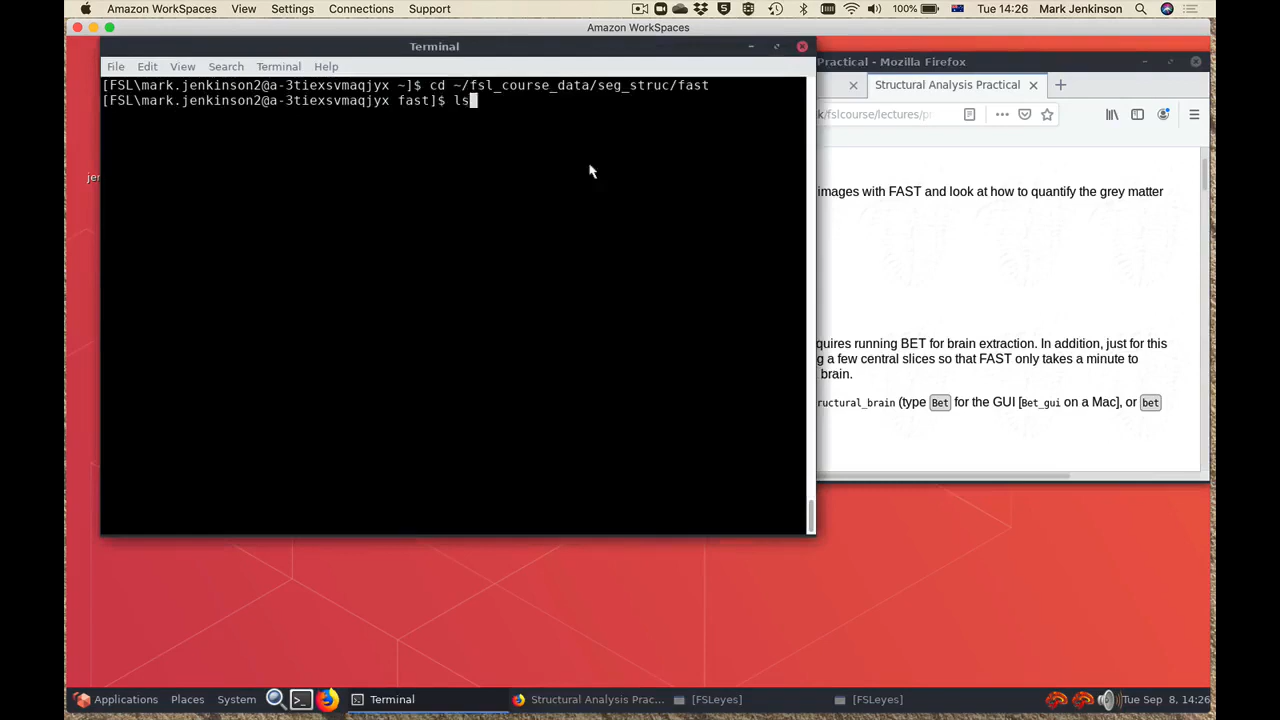 Amazon WorkSpaces View Settings Connections Support 100% Tue 14:26 Mark Jenkinson
Amazon WorkSpaces
Terminal
Practical - Mozilla Firefox
File Edit View Search Terminal Help
Structural Analysis Practical
[FSL\mark.jenkinson2@a-3tiexsvmaqjyx ~]$ cd ~/fsl_course_data/seg_struc/fast
[FSL\mark.jenkinson2@a-3tiexsvmaqjyx fast]$ ls
k/fslcourse/lectures/pr
images with FAST and look at how to quantify the grey matter
quires running BET for brain extraction. In addition, just for this
g a few central slices so that FAST only takes a minute to
brain.
ructural_brain (type Bet for the GUI [Bet_gui on a Mac], or bet
Applications Places System Terminal Structural Analysis Prac... [FSLeyes] [FSLeyes] Tue Sep 8, 14:26